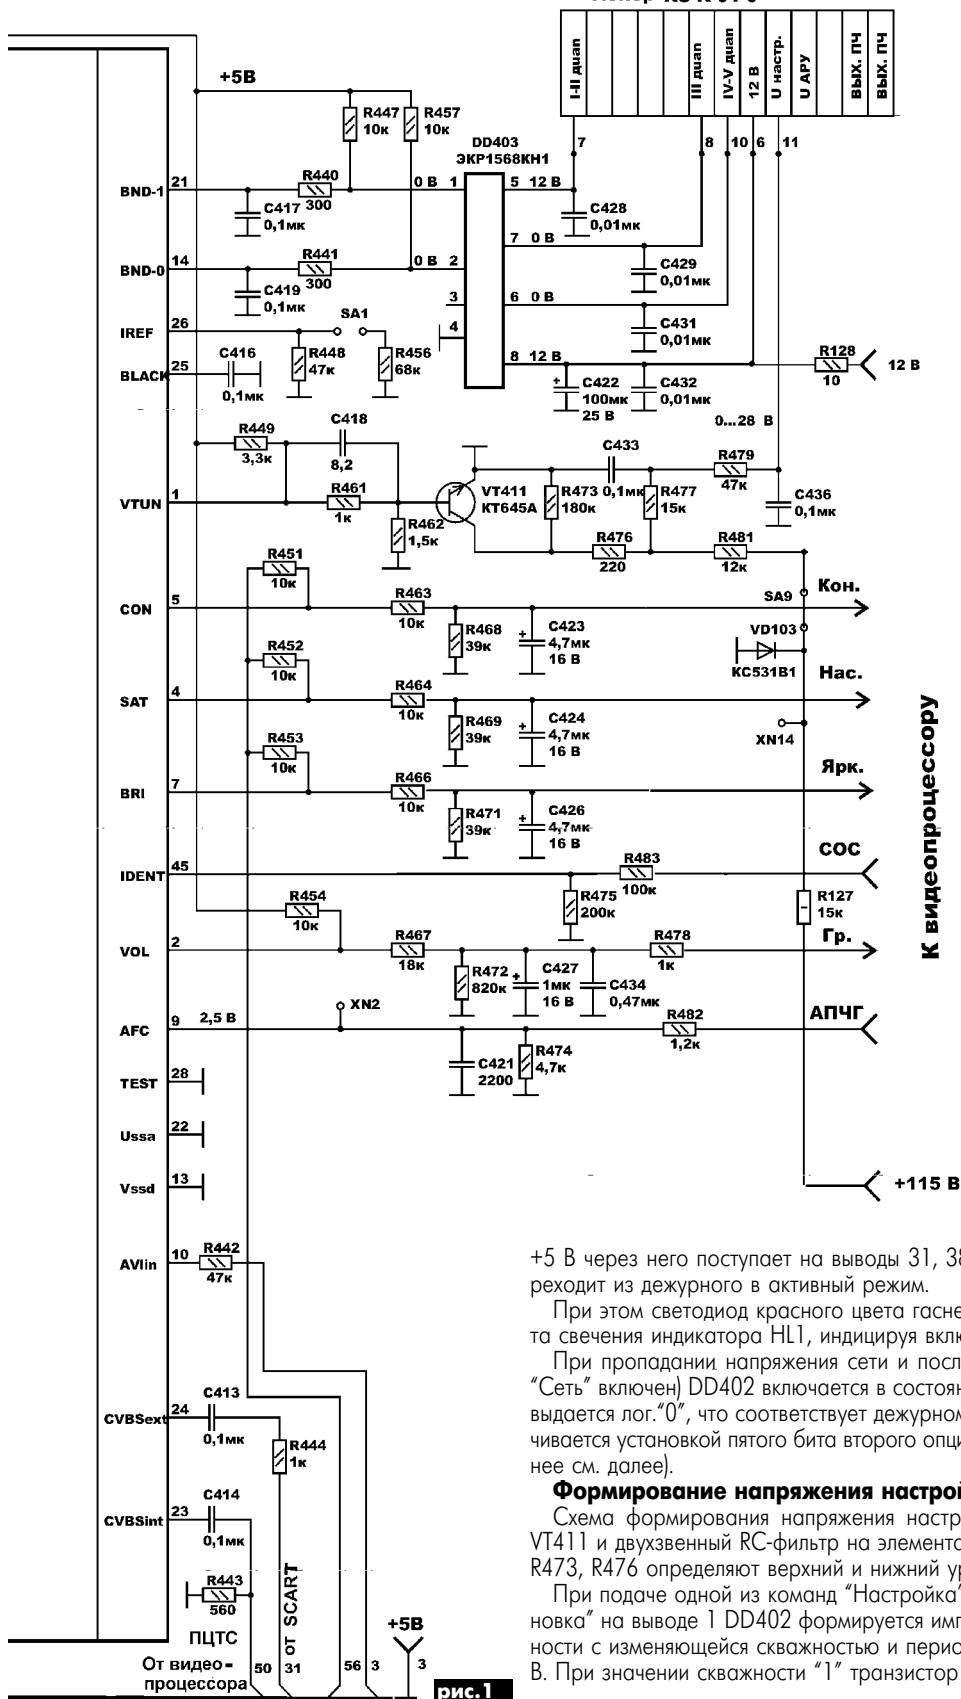 I-II диап
III диап
IV-V диап
12 В
U настр.
U АРУ
ВЫХ. ПЧ
ВЫХ. ПЧ
7
8
10
6
11
+5В
R447
10к
R457
10к
DD403
ЭКР1568КН1
BND-1
21
R440
300
C417
0,1мк
0 В 1
5 12 В
C428
0,01мк
7 0 В
BND-0
14
R441
300
C419
0,1мк
0 В 2
C429
0,01мк
3
6 0 В
IREF
26
SA1
4
C431
0,01мк
R448
47к
R456
68к
BLACK
25
C416
0,1мк
8 12 В
R128
10
12 В
C422
100мк
25 В
C432
0,01мк
0...28 В
R449
3,3к
C418
8,2
C433
0,1мк
R479
47к
VTUN
1
R461
1к
VT411
КТ645А
R473
180к
R477
15к
C436
0,1мк
R462
1,5к
R476
220
R481
12к
R451
10к
SA9
Кон.
CON
5
R463
10к
R468
39к
C423
4,7мк
16 В
VD103
КС531В1
R452
10к
Нас.
SAT
4
R464
10к
R469
39к
C424
4,7мк
16 В
XN14
R453
10к
Ярк.
BRI
7
R466
10к
R471
39к
C426
4,7мк
16 В
К видеопроцессору
СОС
IDENT
45
R483
100к
R475
200к
R127
15к
R454
10к
Гр.
VOL
2
R467
18к
R478
1к
R472
820к
C427
1мк
16 В
C434
0,47мк
XN2
АПЧГ
AFC
9
2,5 В
R482
1,2к
C421
2200
R474
4,7к
TEST
28
Ussa
22
Vssd
13
+115 В
AVlin
10
R442
47к
CVBSext
24
C413
0,1мк
R444
1к
CVBSint
23
C414
0,1мк
R443
560
ПЦТС
От видео-
процессора
50
31
от SCART
56
3
+5В
3
рис.1
+5 В через него поступает на выводы 31, 38
реходит из дежурного в активный режим.
При этом светодиод красного цвета гасне
та свечения индикатора HL1, индицируя вклю
При пропадании напряжения сети и посл
“Сеть” включен) DD402 включается в состоян
выдается лог.“0”, что соответствует дежурном
чивается установкой пятого бита второго опци
нее см. далее).
Формирование напряжения настрой
Схема формирования напряжения настр
VT411 и двухзвенный RC-фильтр на элемента
R473, R476 определяют верхний и нижний ур
При подаче одной из команд “Настройка”
новка” на выводе 1 DD402 формируется имп
ности с изменяющейся скважностью и перио
В. При значении скважности “1” транзистор